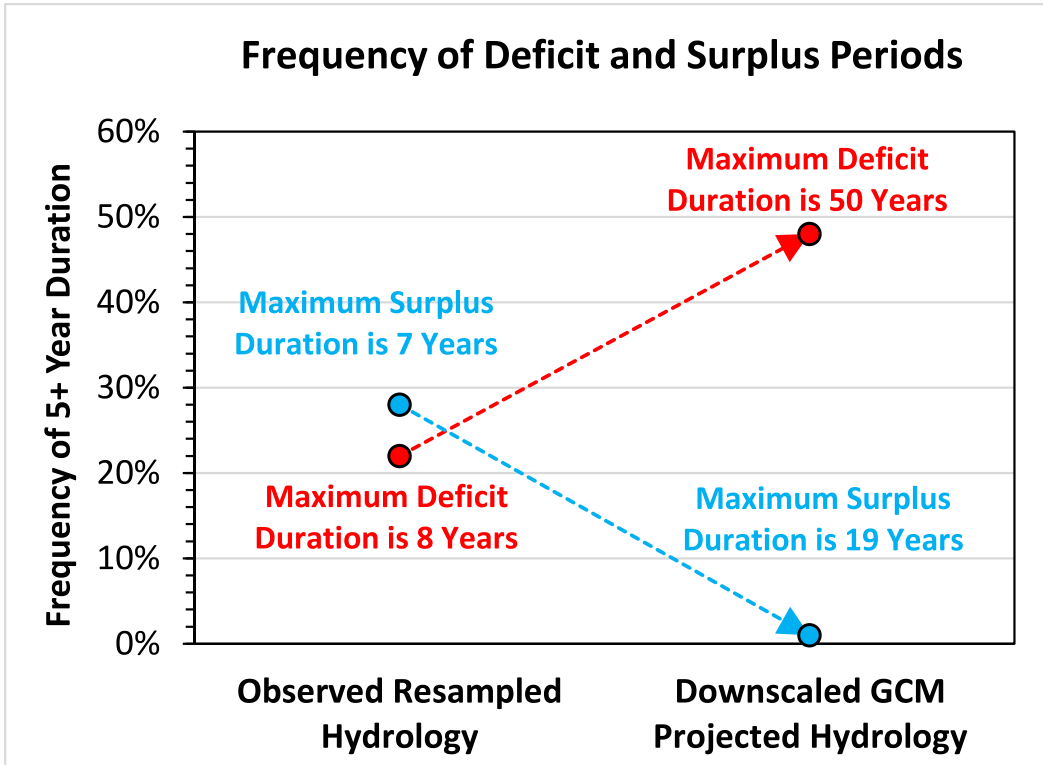 Frequency of Deficit and Surplus Periods
Frequency of 5+ Year Duration
60%
50%
40%
30%
20%
10%
0%
Maximum Deficit
Duration is 50 Years
Maximum Surplus
Duration is 7 Years
Maximum Deficit
Duration is 8 Years
Maximum Surplus
Duration is 19 Years
Observed Resampled
Hydrology
Downscaled GCM
Projected Hydrology